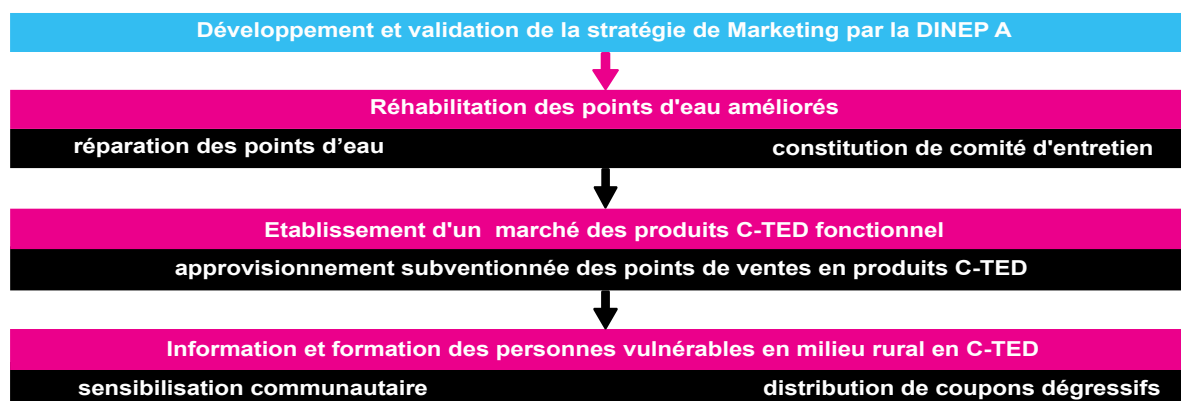 Développement et validation de la stratégie de Marketing par la DINEP A
Réhabilitation des points d'eau améliorés
réparation des points d’eau constitution de comité d'entretien
Etablissement d'un marché des produits C-TED fonctionnel
approvisionnement subventionnée des points de ventes en produits C-TED
Information et formation des personnes vulnérables en milieu rural en C-TED
sensibilisation communautaire distribution de coupons dégressifs